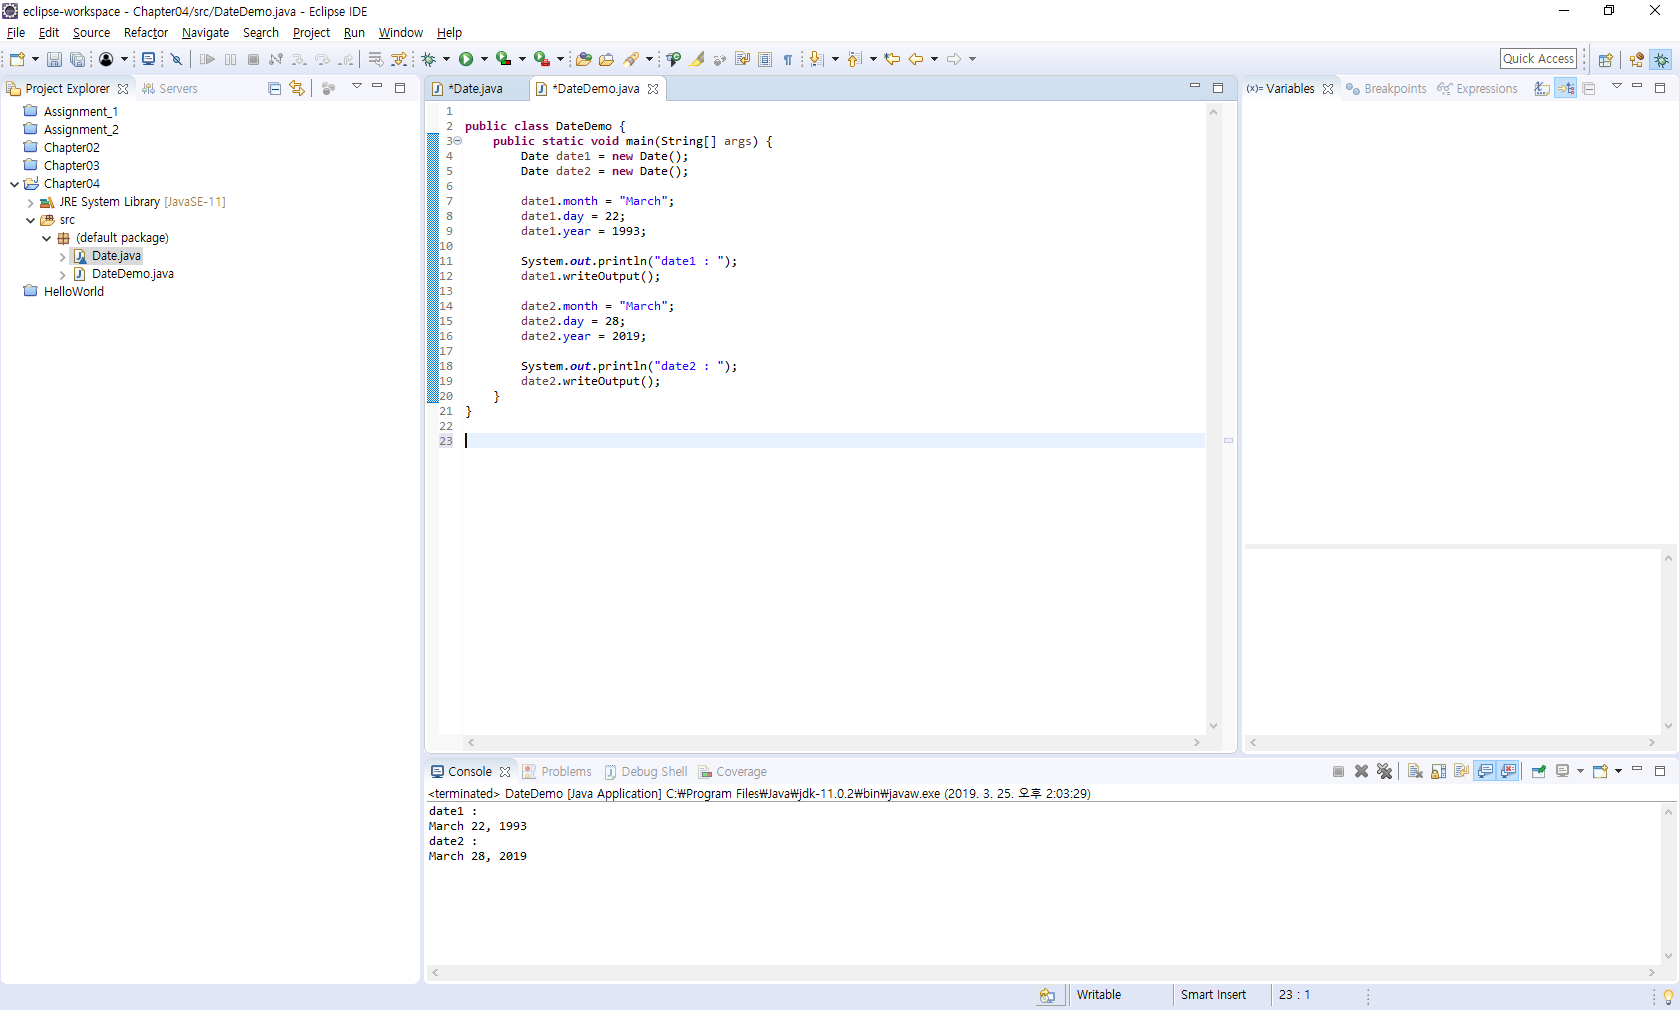 eclipse-workspace - Chapter04/src/DateDemo.java - Eclipse IDE
File Edit Source Refactor Navigate Search Project Run Window Help
Quick Access
Project Explorer Servers
Assignment_1
Assignment_2
Chapter02
Chapter03
Chapter04
JRE System Library [JavaSE-11]
src
(default package)
Date.java
DateDemo.java
HelloWorld
*Date.java *DateDemo.java
1
2 public class DateDemo {
3 public static void main(String[] args) {
4 Date date1 = new Date();
5 Date date2 = new Date();
6
7 date1.month = "March";
8 date1.day = 22;
9 date1.year = 1993;
10
11 System.out.println("date1 : ");
12 date1.writeOutput();
13
14 date2.month = "March";
15 date2.day = 28;
16 date2.year = 2019;
17
18 System.out.println("date2 : ");
19 date2.writeOutput();
20 }
21 }
22
23
(x)= Variables Breakpoints Expressions
Console Problems Debug Shell Coverage
<terminated> DateDemo [Java Application] C:₩Program Files₩Java₩jdk-11.0.2₩bin₩javaw.exe (2019. 3. 25. 오후 2:03:29)
date1 :
March 22, 1993
date2 :
March 28, 2019
Writable Smart Insert 23 : 1